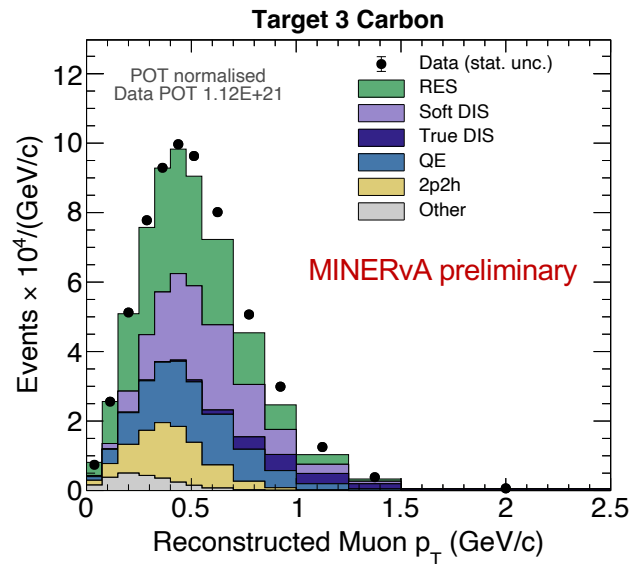 Target 3 Carbon
POT normalised
Data POT 1.12E+21
Data (stat. unc.)
RES
Soft DIS
True DIS
QE
2p2h
Other
MINERvA preliminary
Events × 10⁴/(GeV/c)
12
10
8
6
4
2
0
0 0.5 1 1.5 2 2.5
Reconstructed Muon p_T (GeV/c)